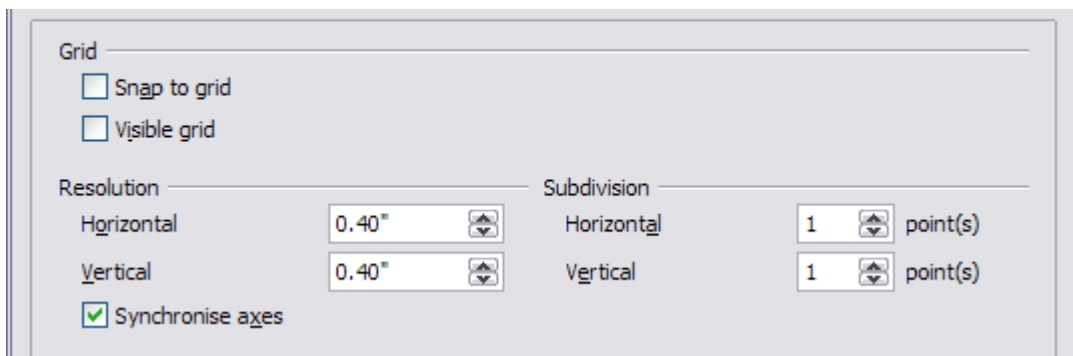 Grid
Snap to grid
Visible grid
Resolution Subdivision
Horizontal 0.40" Horizontal 1 point(s)
Vertical 0.40" Vertical 1 point(s)
Synchronise axes